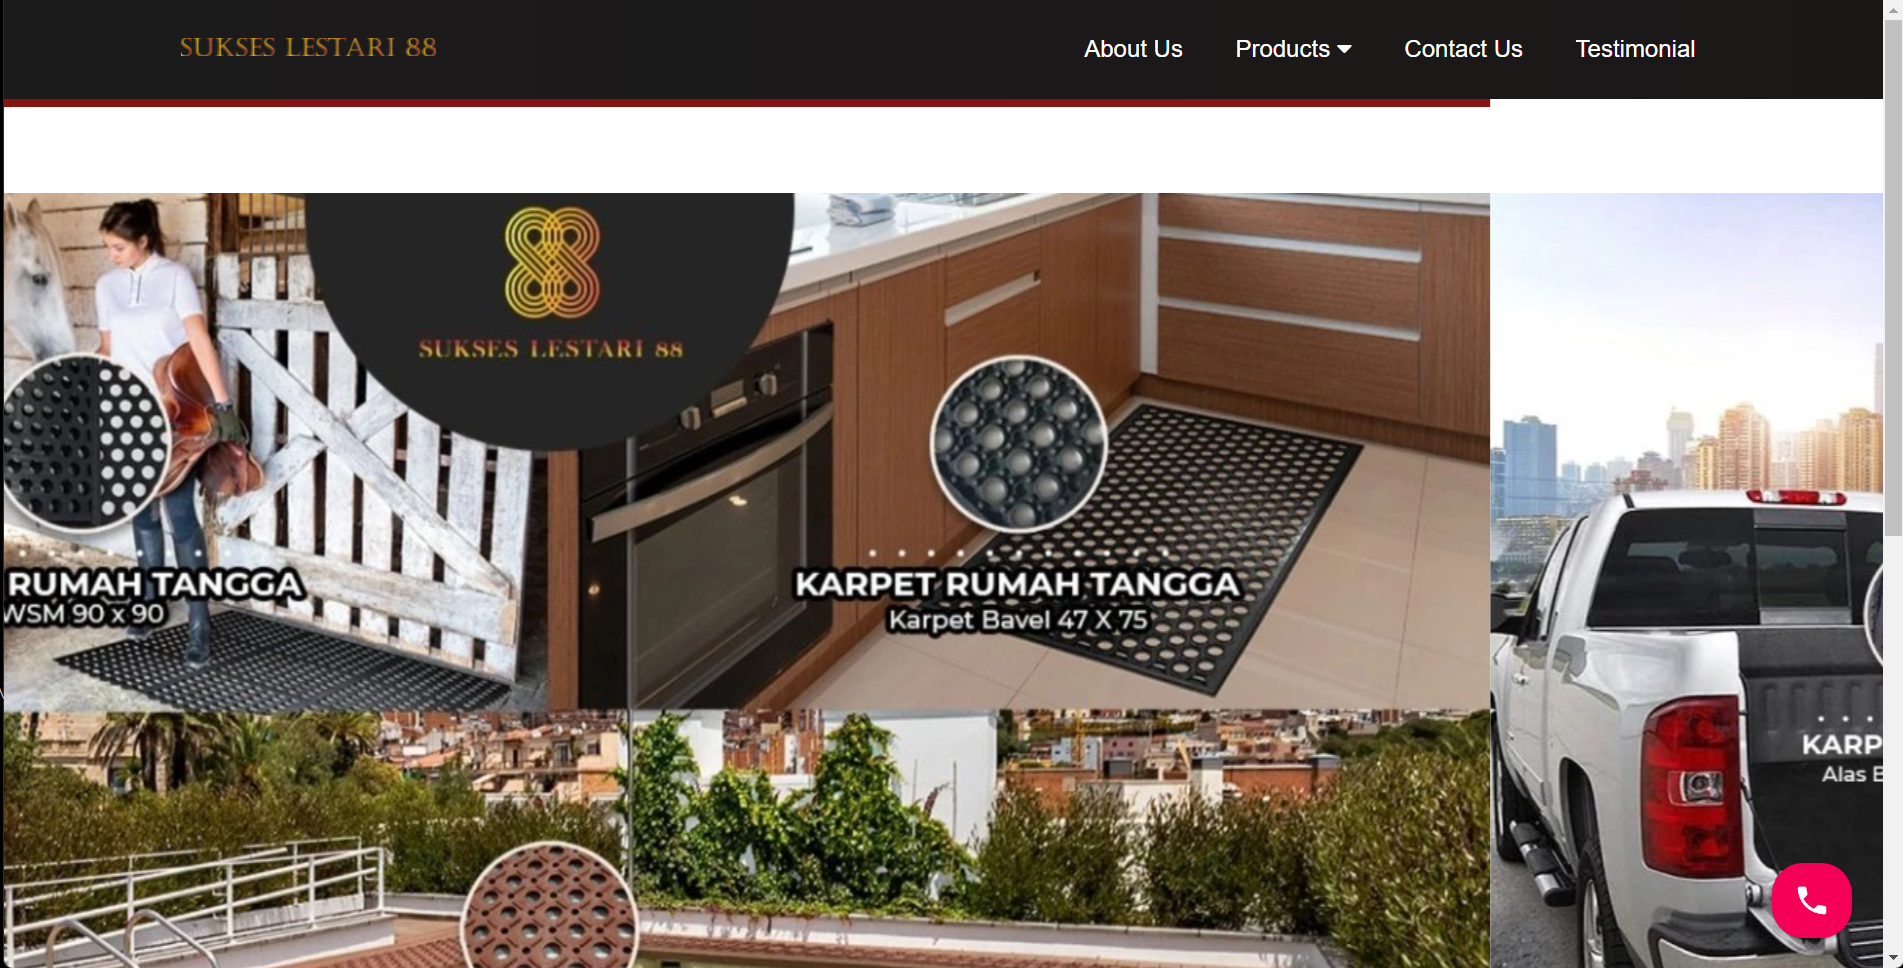 SUKSES LESTARI 88
About Us
Products
Contact Us
Testimonial
SUKSES LESTARI 88
RUMAH TANGGA
WSM 90 x 90
KARPET RUMAH TANGGA
Karpet Bavel 47 X 75
KARP
Alas B